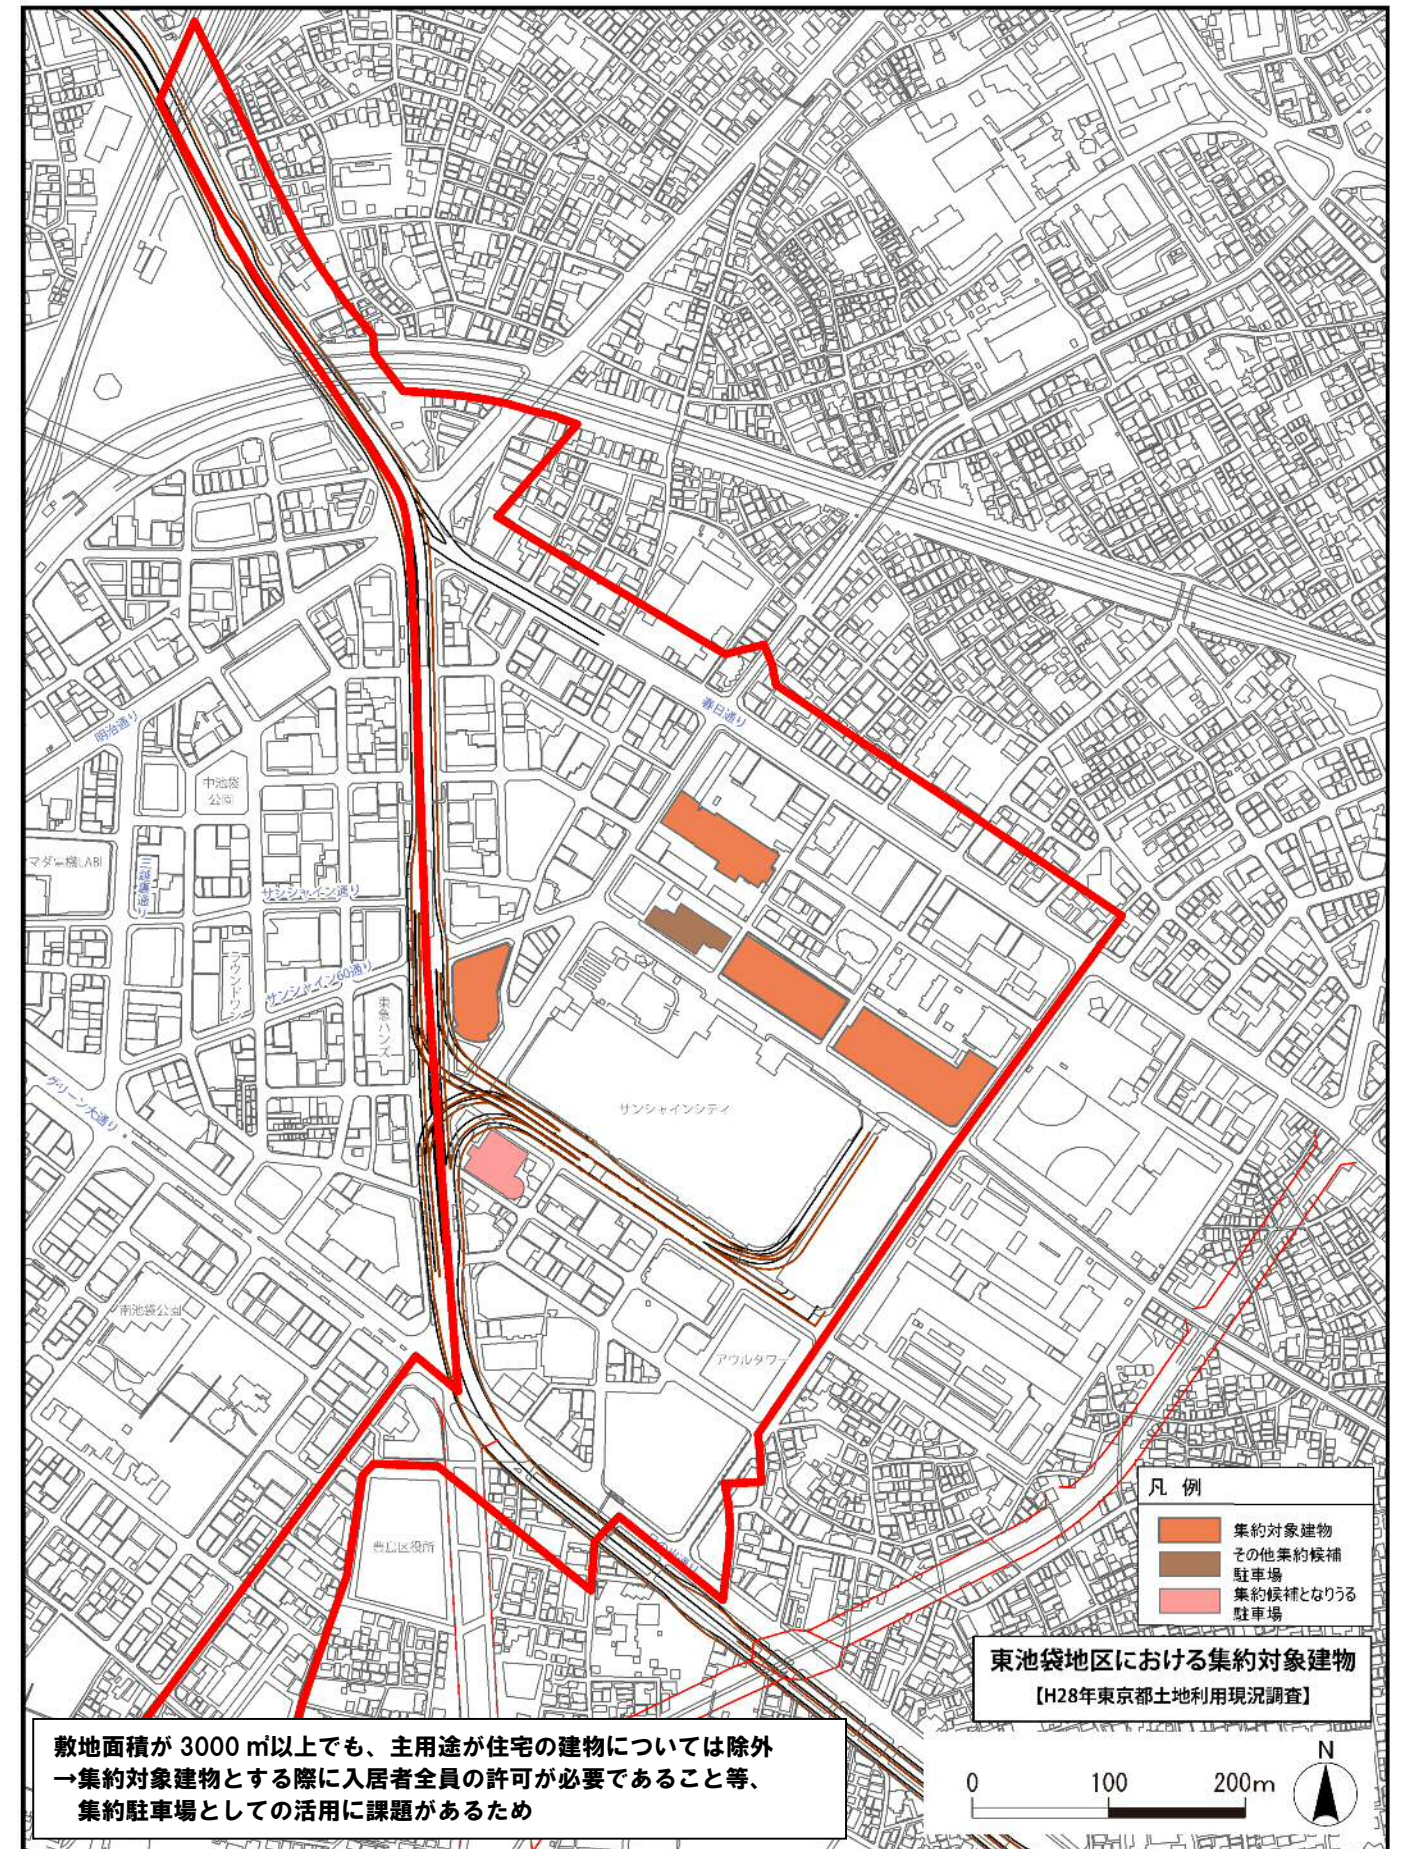 春日通り
明治通り
中池袋
公園
マダ電機LABI
三越裏通り
サンシャイン通り
サンシャイン60通り
ラウンドワン
東急ハンズ
グリーン大通り
サンシャインシティ
南池袋公園
アウルタワー
豊島区役所
凡 例
集約対象建物
その他集約候補
駐車場
集約候補となりうる
駐車場
東池袋地区における集約対象建物
【H28年東京都土地利用現況調査】
敷地面積が 3000 ㎡以上でも、主用途が住宅の建物については除外
→集約対象建物とする際に入居者全員の許可が必要であること等、
集約駐車場としての活用に課題があるため
0 100 200m
N